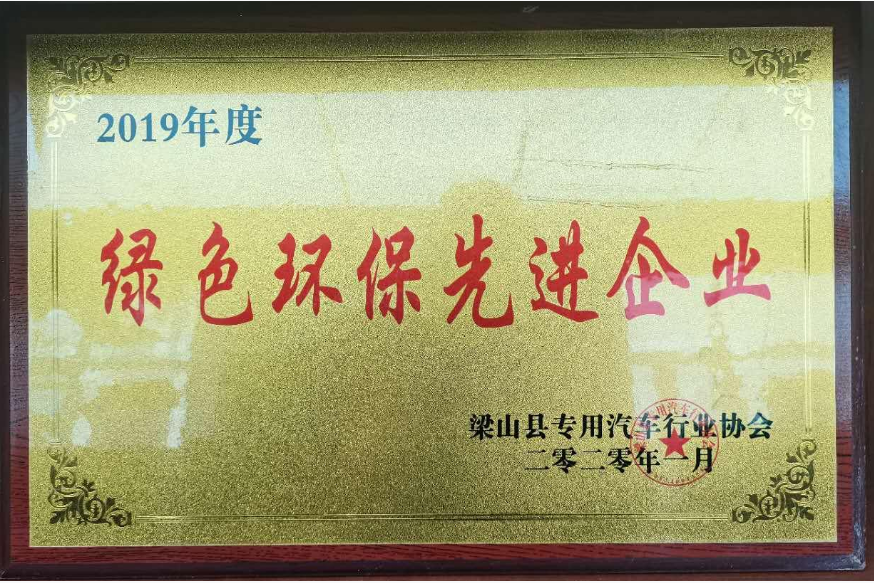 2019年度
绿色环保先进企业
梁山县专用汽车行业协会
二零二零年一月